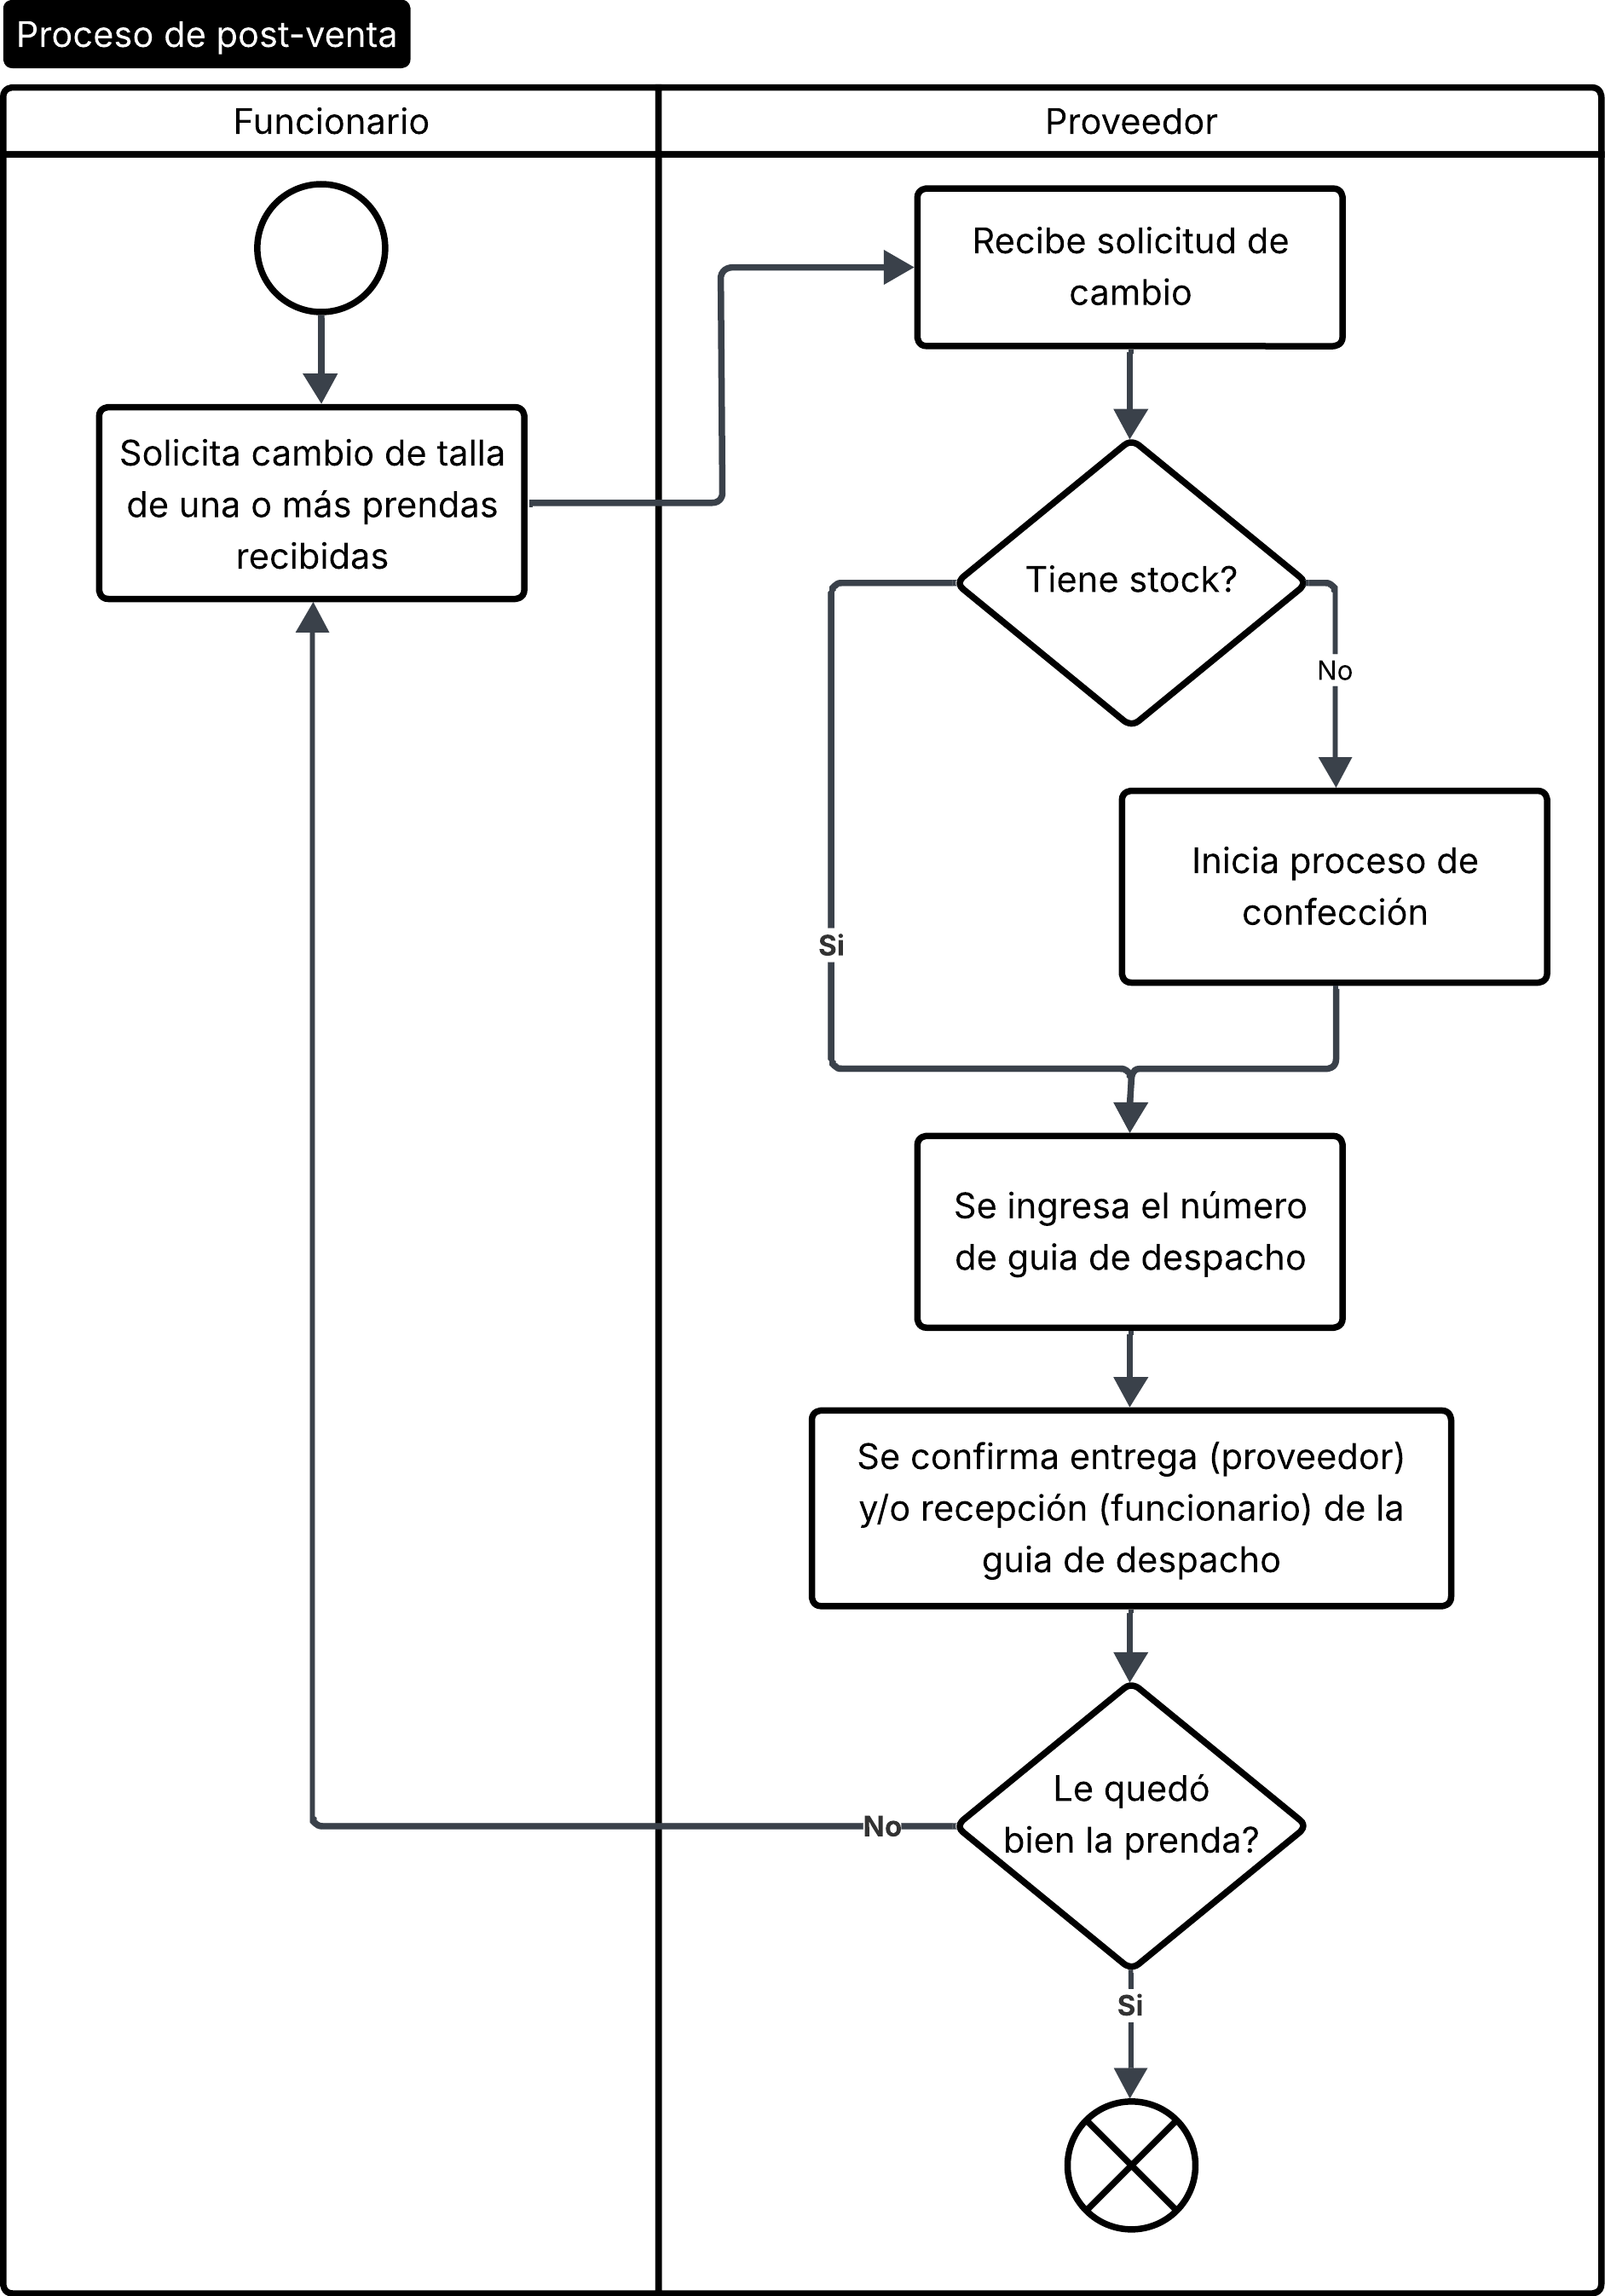 Proceso de post-venta
Funcionario
Proveedor
Solicita cambio de talla
de una o más prendas
recibidas
Recibe solicitud de
cambio
Tiene stock?
No
Inicia proceso de
confección
Si
Se ingresa el número
de guia de despacho
Se confirma entrega (proveedor)
y/o recepción (funcionario) de la
guia de despacho
Le quedó
bien la prenda?
No
Si